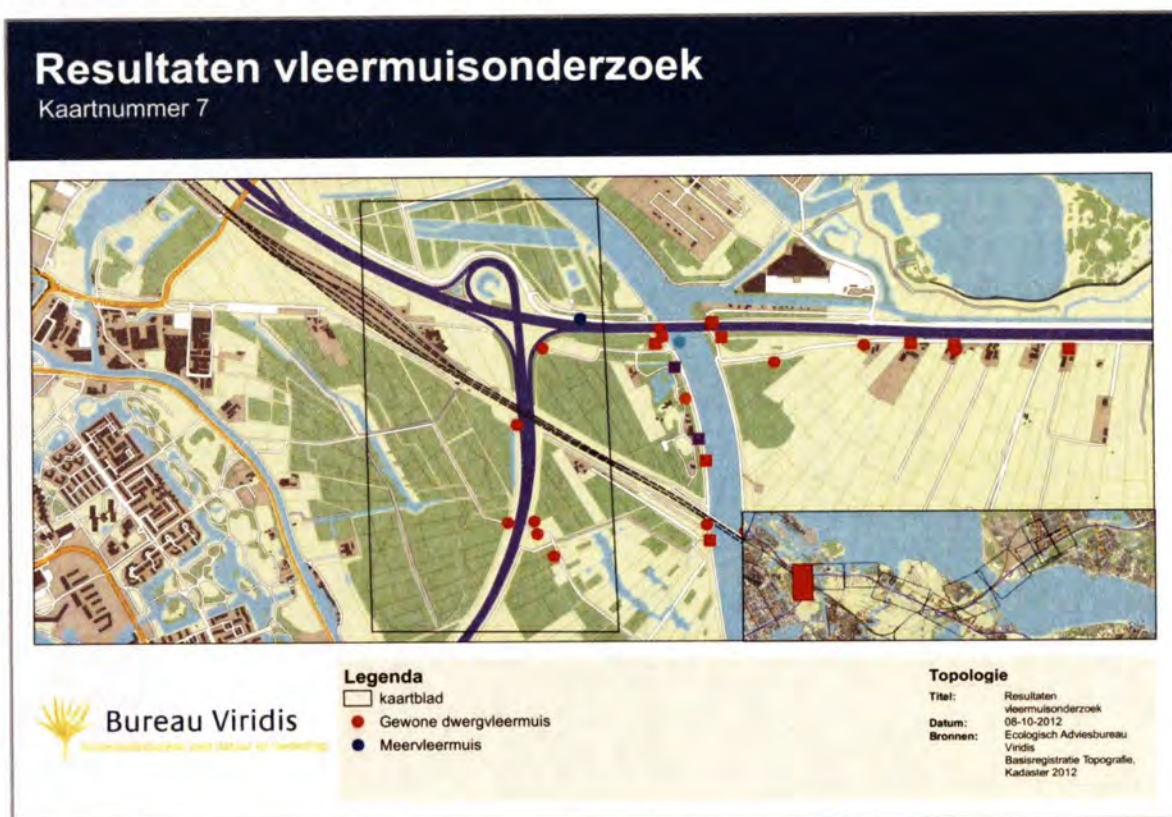 Resultaten vleermuisonderzoek
Kaartnummer 7
Bureau Viridis
Legenda
kaartblad
Gewone dwergvleermuis
Meervleermuis
Topologie
Titel: Resultaten
vleermuisonderzoek
Datum: 08-10-2012
Bronnen: Ecologisch Adviesbureau
Viridis
Basisregistratie Topografie,
Kadaster 2012